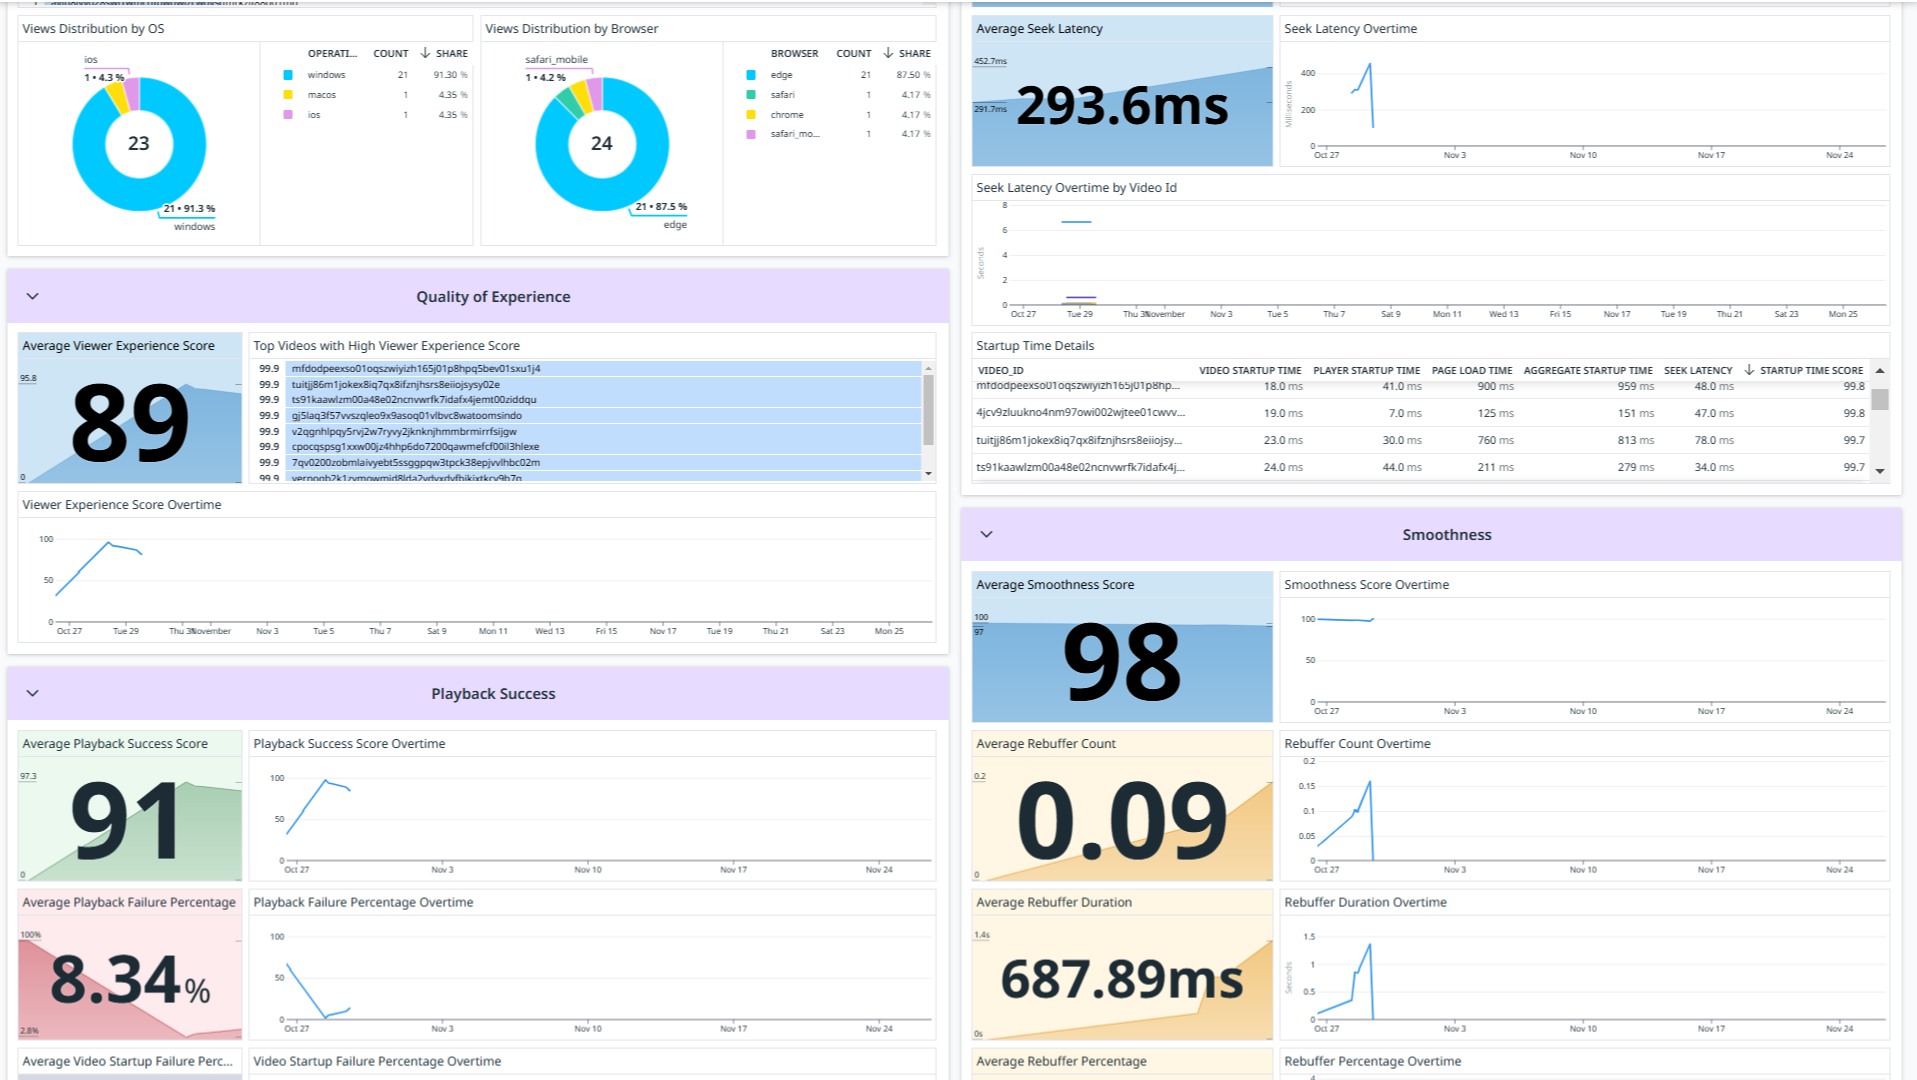 Views Distribution by OS
ios
1 • 4.3 %
23
21 • 91.3 %
windows
OPERATI... COUNT ↓ SHARE
windows 21 91.30 %
macos 1 4.35 %
ios 1 4.35 %
Views Distribution by Browser
safari_mobile
1 • 4.2 %
24
21 • 87.5 %
edge
BROWSER COUNT ↓ SHARE
edge 21 87.50 %
safari 1 4.17 %
chrome 1 4.17 %
safari_mo... 1 4.17 %
Quality of Experience
Average Viewer Experience Score
95.8
89
0
Top Videos with High Viewer Experience Score
99.9 mfdodpeexso01oqszwiyizh165j01p8hpq5bev01sxu1j4
99.9 tuitjj86m1jokex8iq7qx8ifznjhsrs8eiiojsysy02e
99.9 ts91kaawlzm00a48e02ncnvwrfk7idafx4jemt00ziddqu
99.9 gj5laq3f57vvszqleo9x9asoq01vlbvc8watoomsindo
99.9 v2qgnhlpqy5rvj2w7ryvy2jknknjhmmbrmirrfsijgw
99.9 cpocqspsg1xxw00jz4hhp6do7200qawmefcf00il3hlexe
99.9 7qv0200zobmlaivyebt5ssggpqw3tpck38epjvvlhbc02m
99.9
Viewer Experience Score Overtime
100
50
0
Oct 27 Tue 29 Thu 31 November Nov 3 Tue 5 Thu 7 Sat 9 Mon 11 Wed 13 Fri 15 Nov 17 Tue 19 Thu 21 Sat 23 Mon 25
Playback Success
Average Playback Success Score
97.3
91
0
Playback Success Score Overtime
100
50
0
Oct 27 Nov 3 Nov 10 Nov 17 Nov 24
Average Playback Failure Percentage
100%
8.34%
2.8%
Playback Failure Percentage Overtime
100
50
0
Oct 27 Nov 3 Nov 10 Nov 17 Nov 24
Average Video Startup Failure Perc...
Video Startup Failure Percentage Overtime
Average Seek Latency
452.7ms
291.7ms
293.6ms
Seek Latency Overtime
Milliseconds
400
200
0
Oct 27 Nov 3 Nov 10 Nov 17 Nov 24
Seek Latency Overtime by Video Id
Seconds
8
6
4
2
0
Oct 27 Tue 29 Thu 31 November Nov 3 Tue 5 Thu 7 Sat 9 Mon 11 Wed 13 Fri 15 Nov 17 Tue 19 Thu 21 Sat 23 Mon 25
Startup Time Details
VIDEO_ID VIDEO STARTUP TIME PLAYER STARTUP TIME PAGE LOAD TIME AGGREGATE STARTUP TIME SEEK LATENCY ↓ STARTUP TIME SCORE
mfdodpeexso01oqszwiyizh165j01p8hp... 18.0 ms 41.0 ms 900 ms 959 ms 48.0 ms 99.8
4jcv9zluukno4nm97owi002wjtee01cwvv... 19.0 ms 7.0 ms 125 ms 151 ms 47.0 ms 99.8
tuitjj86m1jokex8iq7qx8ifznjhsrs8eiiojsy... 23.0 ms 30.0 ms 760 ms 813 ms 78.0 ms 99.7
ts91kaawlzm00a48e02ncnvwrfk7idafx4j... 24.0 ms 44.0 ms 211 ms 279 ms 34.0 ms 99.7
Smoothness
Average Smoothness Score
100
97
98
Smoothness Score Overtime
100
50
0
Oct 27 Nov 3 Nov 10 Nov 17 Nov 24
Average Rebuffer Count
0.2
0.09
0
Rebuffer Count Overtime
0.2
0.15
0.1
0.05
0
Oct 27 Nov 3 Nov 10 Nov 17 Nov 24
Average Rebuffer Duration
1.4s
687.89ms
0s
Rebuffer Duration Overtime
Seconds
1.5
1
0.5
0
Oct 27 Nov 3 Nov 10 Nov 17 Nov 24
Average Rebuffer Percentage
Rebuffer Percentage Overtime
4